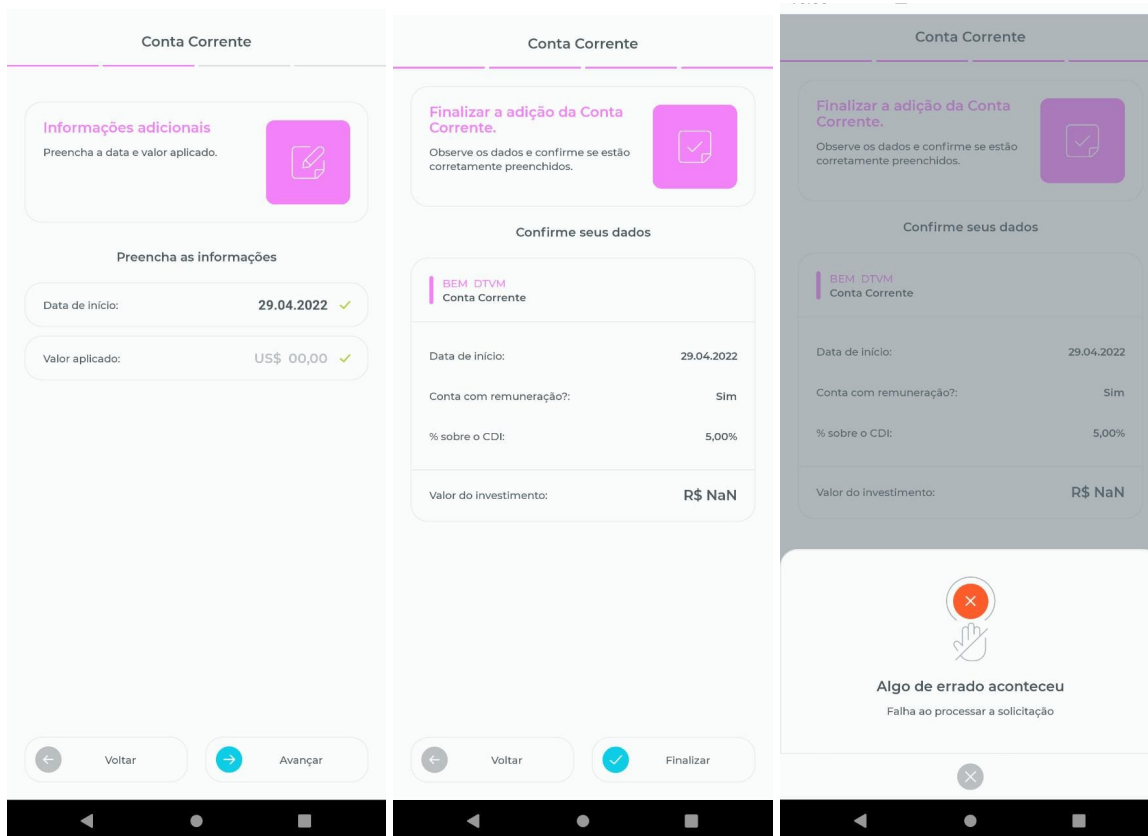 Conta Corrente
Informações adicionais
Preencha a data e valor aplicado.
Preencha as informações
Data de início: 29.04.2022
Valor aplicado: US$ 00,00
Voltar Avançar
Conta Corrente
Finalizar a adição da Conta
Corrente.
Observe os dados e confirme se estão
corretamente preenchidos.
Confirme seus dados
BEM DTVM
Conta Corrente
Data de início: 29.04.2022
Conta com remuneração?: Sim
% sobre o CDI: 5,00%
Valor do investimento: R$ NaN
Voltar Finalizar
Conta Corrente
Finalizar a adição da Conta
Corrente.
Observe os dados e confirme se estão
corretamente preenchidos.
Confirme seus dados
BEM DTVM
Conta Corrente
Data de início: 29.04.2022
Conta com remuneração?: Sim
% sobre o CDI: 5,00%
Valor do investimento: R$ NaN
Algo de errado aconteceu
Falha ao processar a solicitação